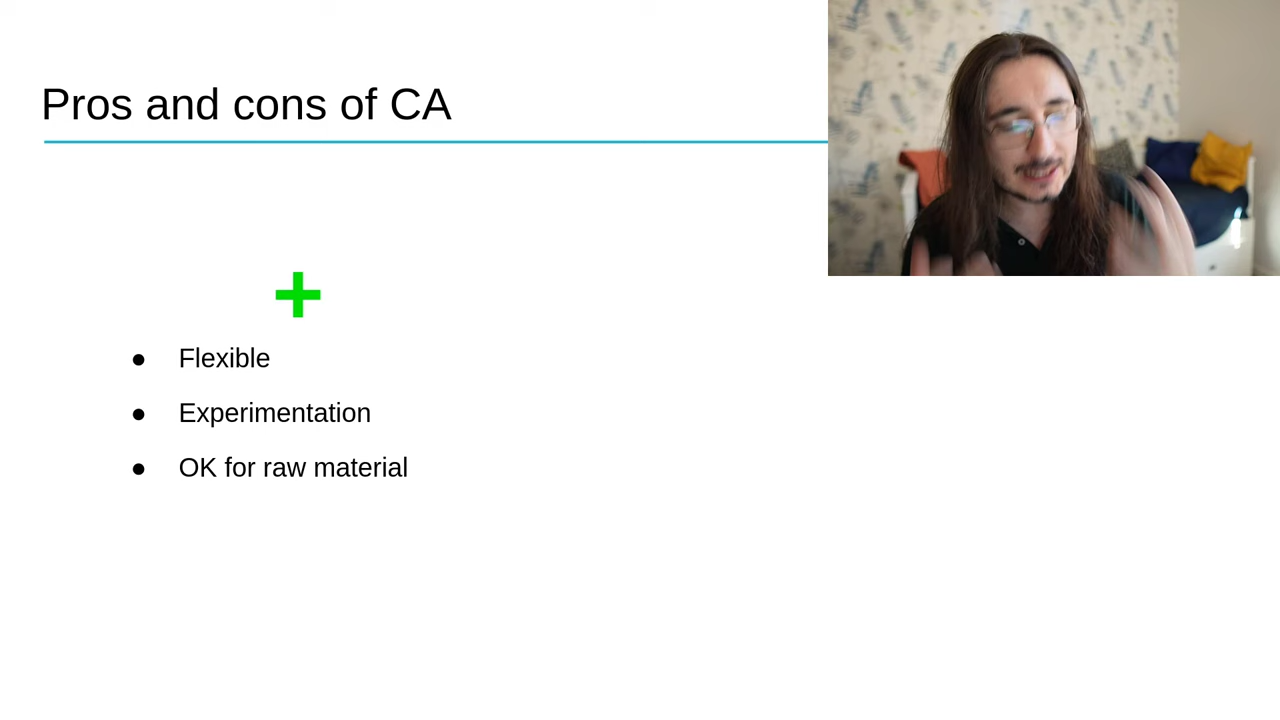 Pros and cons of CA
+
● Flexible
● Experimentation
● OK for raw material